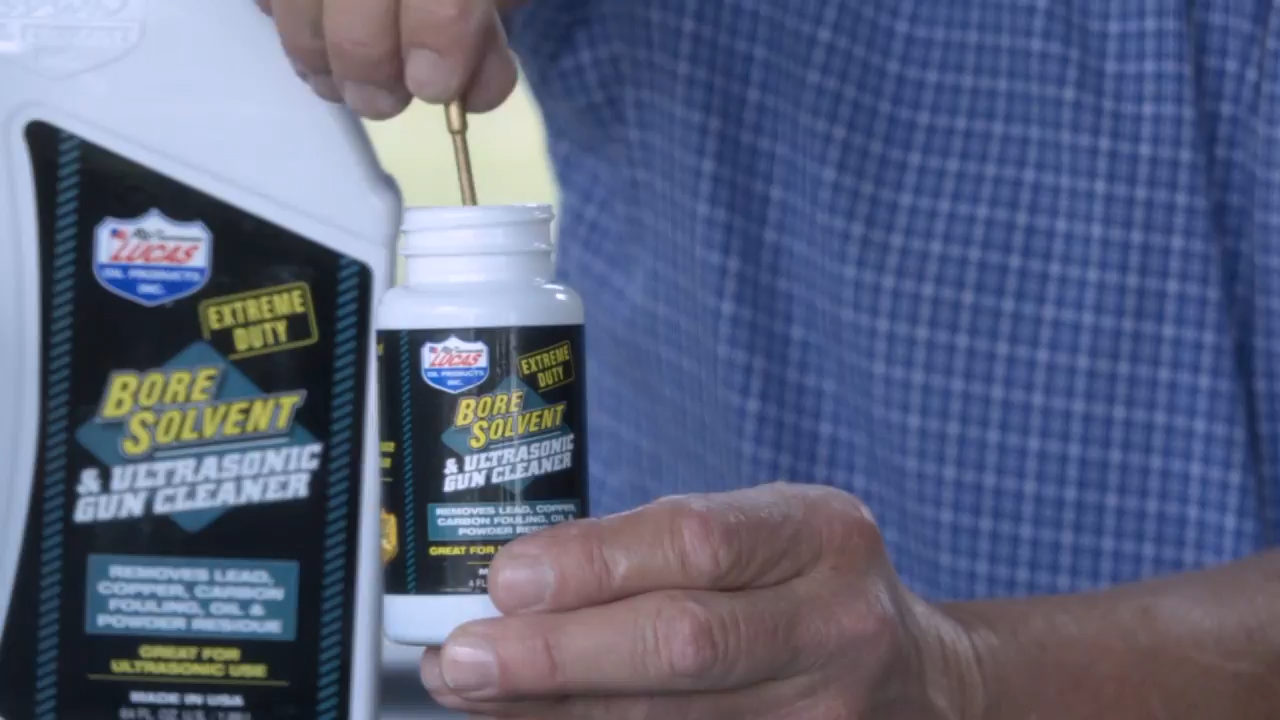 LUCAS
OIL PRODUCTS
INC.
EXTREME
DUTY
BORE
SOLVENT
& ULTRASONIC
GUN CLEANER
REMOVES LEAD,
COPPER, CARBON
FOULING, OIL &
POWDER RESIDUE
GREAT FOR
ULTRASONIC USE
MADE IN USA
LUCAS
OIL PRODUCTS
INC.
EXTREME
DUTY
BORE
SOLVENT
& ULTRASONIC
GUN CLEANER
REMOVES LEAD, COPPER,
CARBON FOULING, OIL &
POWDER
GREAT FOR